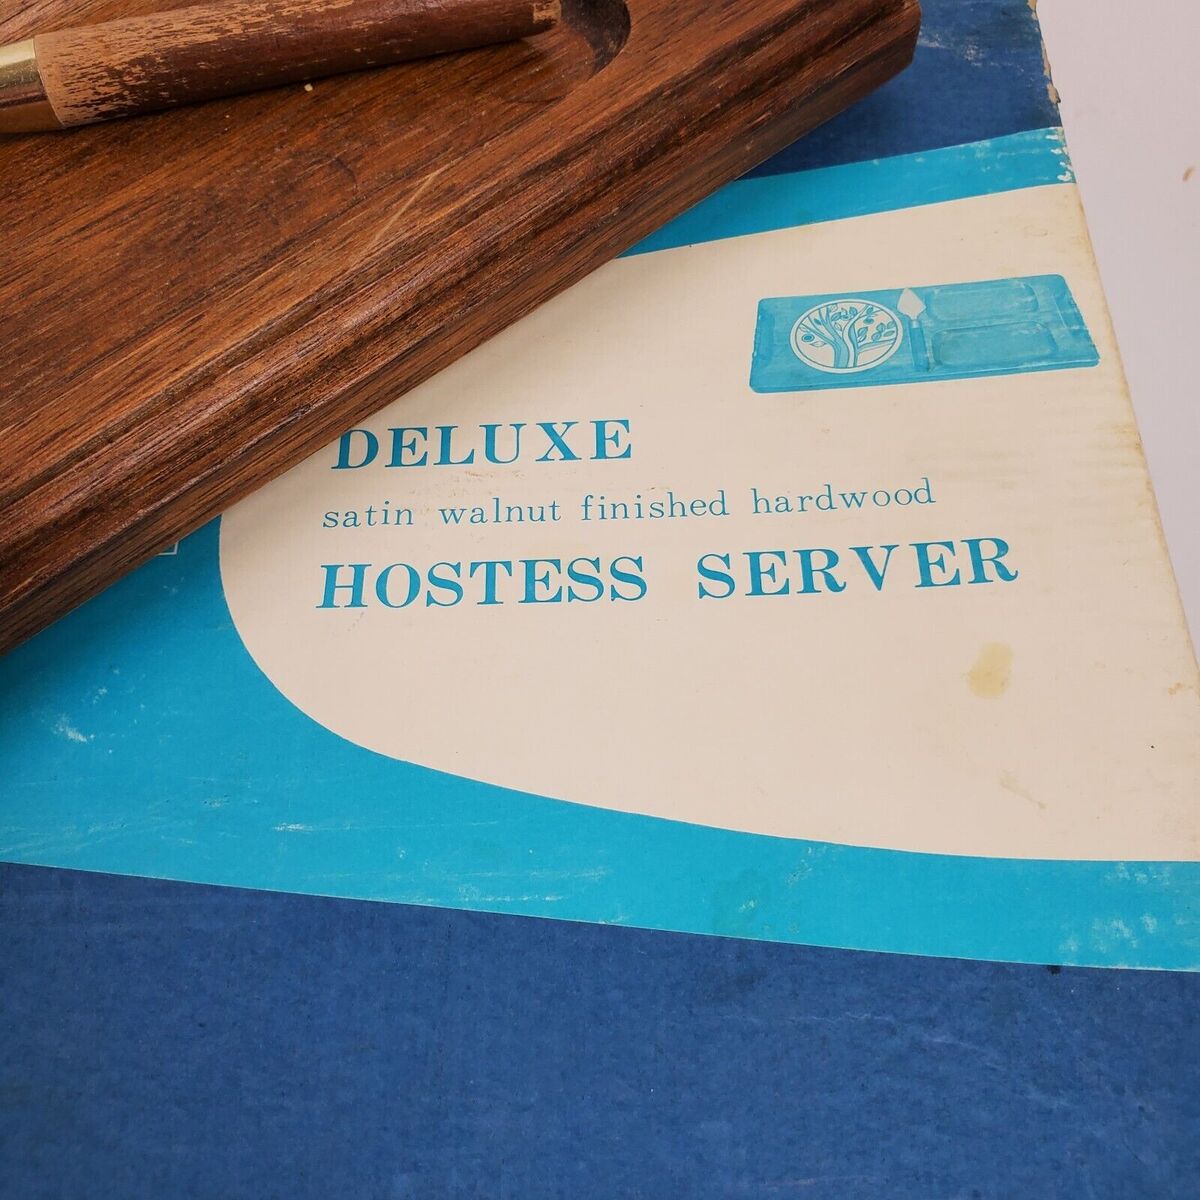 DELUXE
satin walnut finished hardwood
HOSTESS SERVER